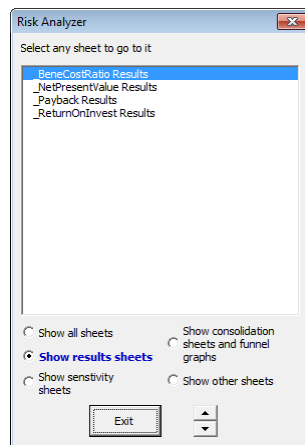 Risk Analyzer
Select any sheet to go to it
_BeneCostRatio Results
_NetPresentValue Results
_Payback Results
_ReturnOnInvest Results
Show all sheets
Show consolidation
sheets and funnel
graphs
Show results sheets
Show senstivity
sheets
Show other sheets
Exit